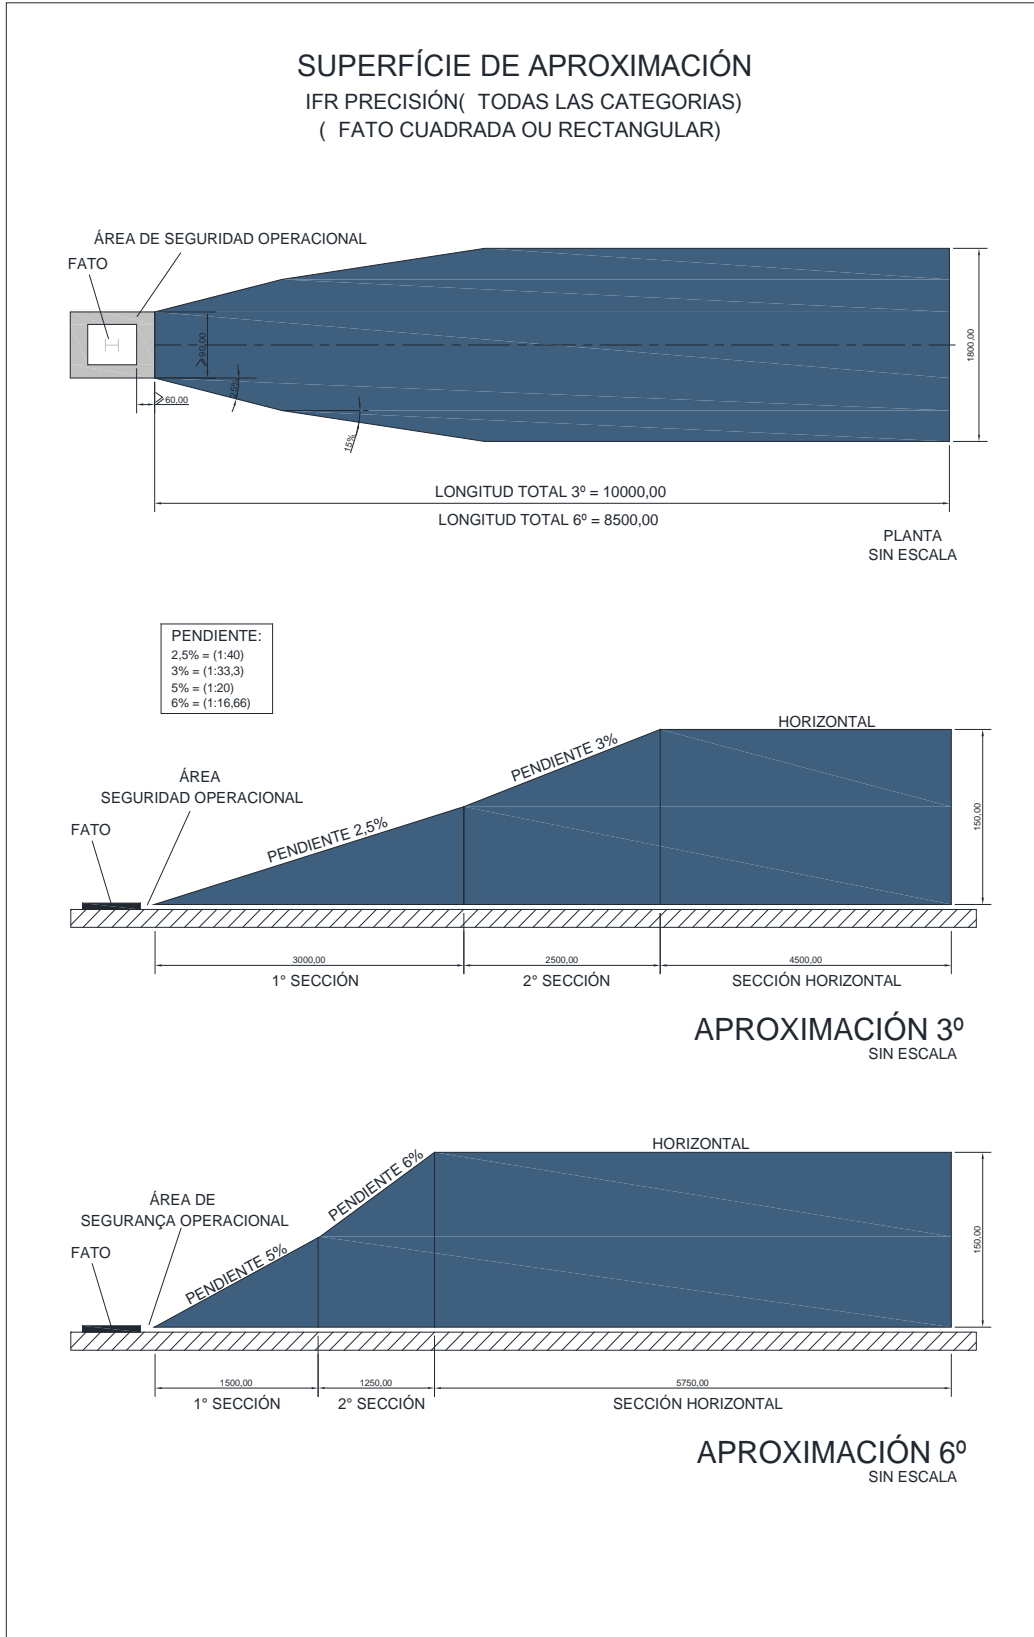 SUPERFÍCIE DE APROXIMACIÓN
IFR PRECISIÓN( TODAS LAS CATEGORIAS)
( FATO CUADRADA OU RECTANGULAR)
ÁREA DE SEGURIDAD OPERACIONAL
FATO
H
>90,00
1800,00
25%
>60,00
15%
LONGITUD TOTAL 3º = 10000,00
LONGITUD TOTAL 6º = 8500,00
PLANTA
SIN ESCALA
PENDIENTE:
2,5% = (1:40)
3% = (1:33,3)
5% = (1:20)
6% = (1:16,66)
HORIZONTAL
PENDIENTE 3%
ÁREA
SEGURIDAD OPERACIONAL
FATO
PENDIENTE 2,5%
150,00
3000,00
2500,00
4500,00
1° SECCIÓN
2° SECCIÓN
SECCIÓN HORIZONTAL
APROXIMACIÓN 3º
SIN ESCALA
HORIZONTAL
PENDIENTE 6%
ÁREA DE
SEGURANÇA OPERACIONAL
FATO
PENDIENTE 5%
150,00
1500,00
1250,00
5750,00
1° SECCIÓN
2° SECCIÓN
SECCIÓN HORIZONTAL
APROXIMACIÓN 6º
SIN ESCALA